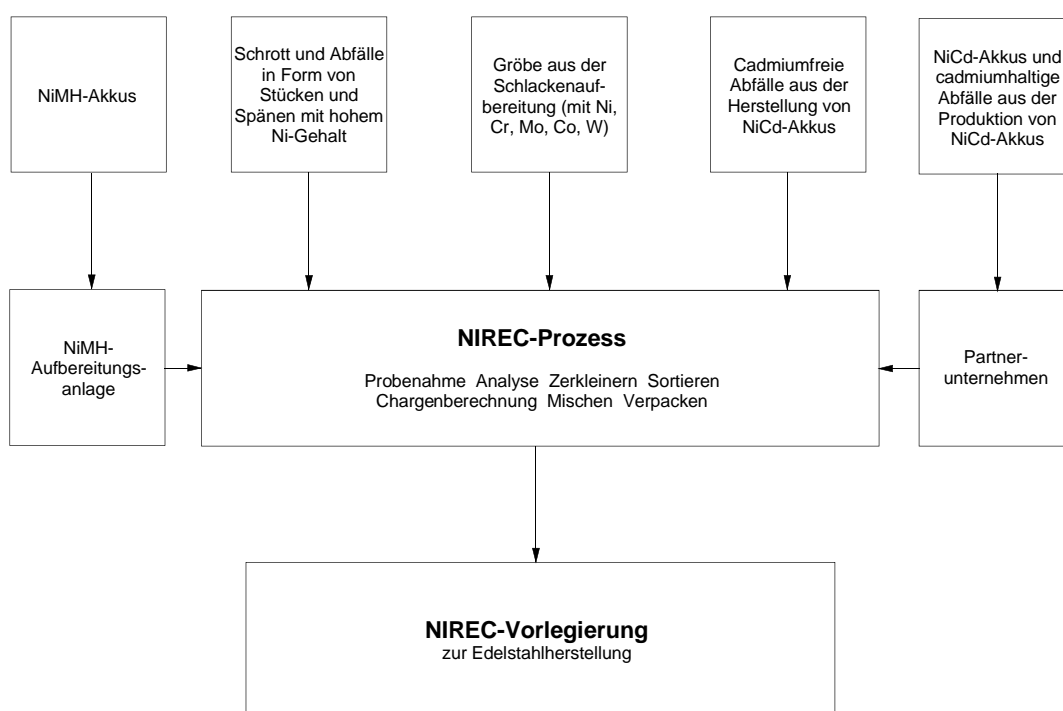 NiMH-Akkus
Schrott und Abfälle
in Form von
Stücken und
Spänen mit hohem
Ni-Gehalt
Gröbe aus der
Schlackenauf-
bereitung (mit Ni,
Cr, Mo, Co, W)
Cadmiumfreie
Abfälle aus der
Herstellung von
NiCd-Akkus
NiCd-Akkus und
cadmiumhaltige
Abfälle aus der
Produktion von
NiCd-Akkus
NiMH-
Aufbereitungs-
anlage
NIREC-Prozess
Probenahme Analyse Zerkleinern Sortieren
Chargenberechnung Mischen Verpacken
Partner-
unternehmen
NIREC-Vorlegierung
zur Edelstahlherstellung